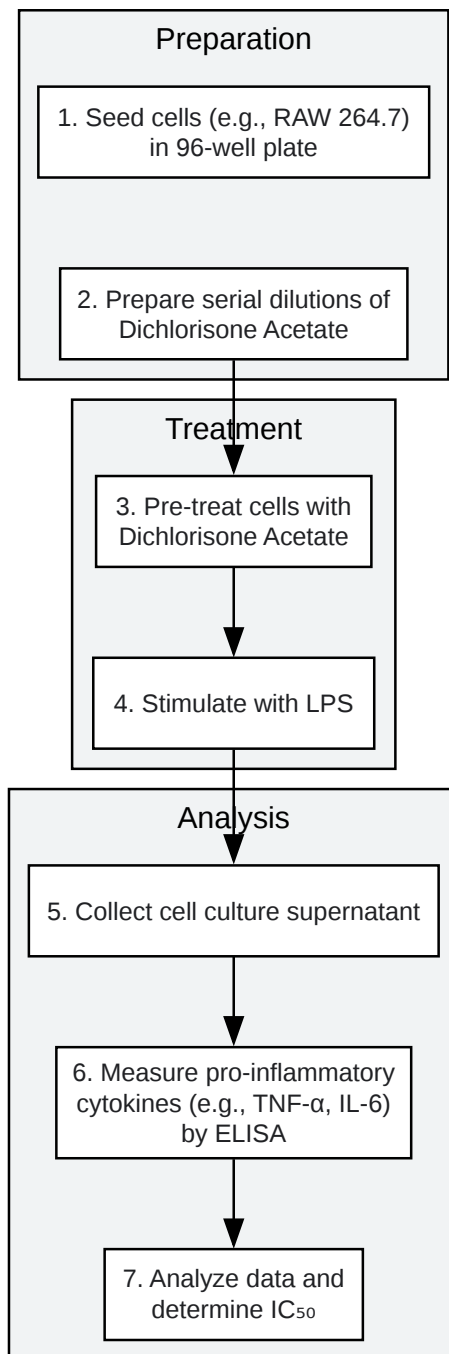 Preparation
1. Seed cells (e.g., RAW 264.7)
in 96-well plate
2. Prepare serial dilutions of
Dichlorisone Acetate
Treatment
3. Pre-treat cells with
Dichlorisone Acetate
4. Stimulate with LPS
Analysis
5. Collect cell culture supernatant
6. Measure pro-inflammatory
cytokines (e.g., TNF-α, IL-6)
by ELISA
7. Analyze data and
determine IC₅₀